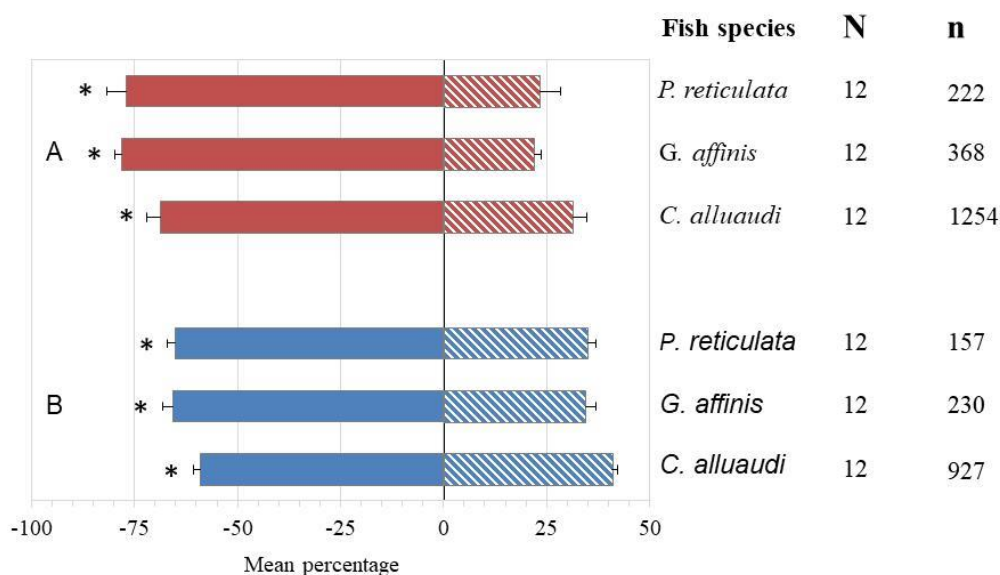 Fish species N n
* P. reticulata 12 222
A * G. affinis 12 368
* C. alluaudi 12 1254
* P. reticulata 12 157
B * G. affinis 12 230
* C. alluaudi 12 927
-100 -75 -50 -25 0 25 50
Mean percentage